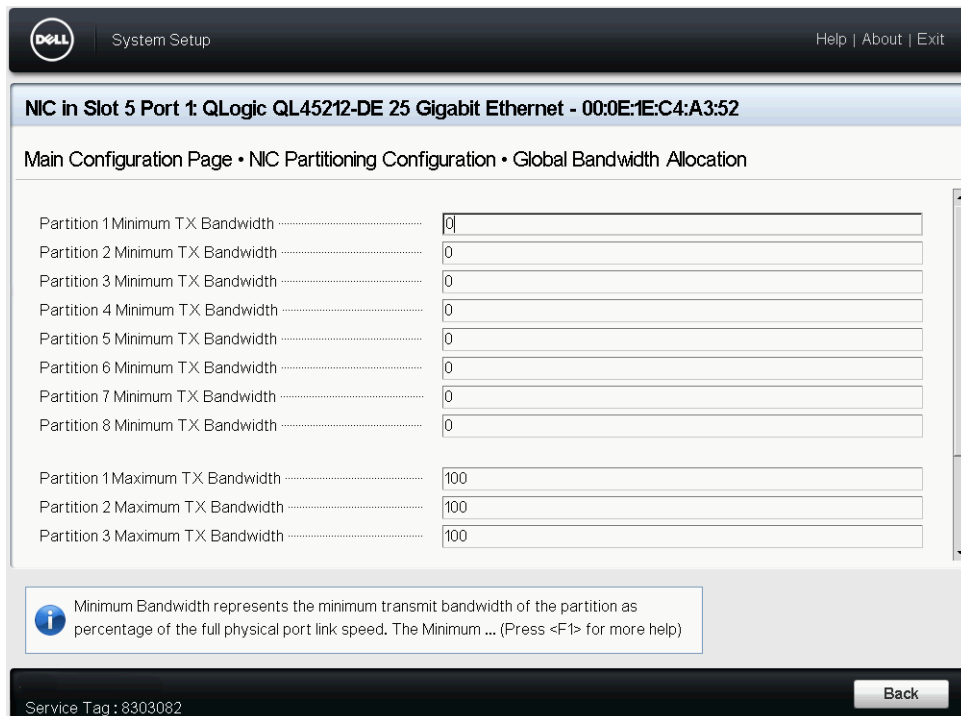 DELL
System Setup
Help | About | Exit
NIC in Slot 5 Port 1: QLogic QL45212-DE 25 Gigabit Ethernet - 00:0E:1E:C4:A3:52
Main Configuration Page • NIC Partitioning Configuration • Global Bandwidth Allocation
Partition 1 Minimum TX Bandwidth 0
Partition 2 Minimum TX Bandwidth 0
Partition 3 Minimum TX Bandwidth 0
Partition 4 Minimum TX Bandwidth 0
Partition 5 Minimum TX Bandwidth 0
Partition 6 Minimum TX Bandwidth 0
Partition 7 Minimum TX Bandwidth 0
Partition 8 Minimum TX Bandwidth 0
Partition 1 Maximum TX Bandwidth 100
Partition 2 Maximum TX Bandwidth 100
Partition 3 Maximum TX Bandwidth 100
Minimum Bandwidth represents the minimum transmit bandwidth of the partition as
percentage of the full physical port link speed. The Minimum ... (Press <F1> for more help)
Back
Service Tag : 8303082